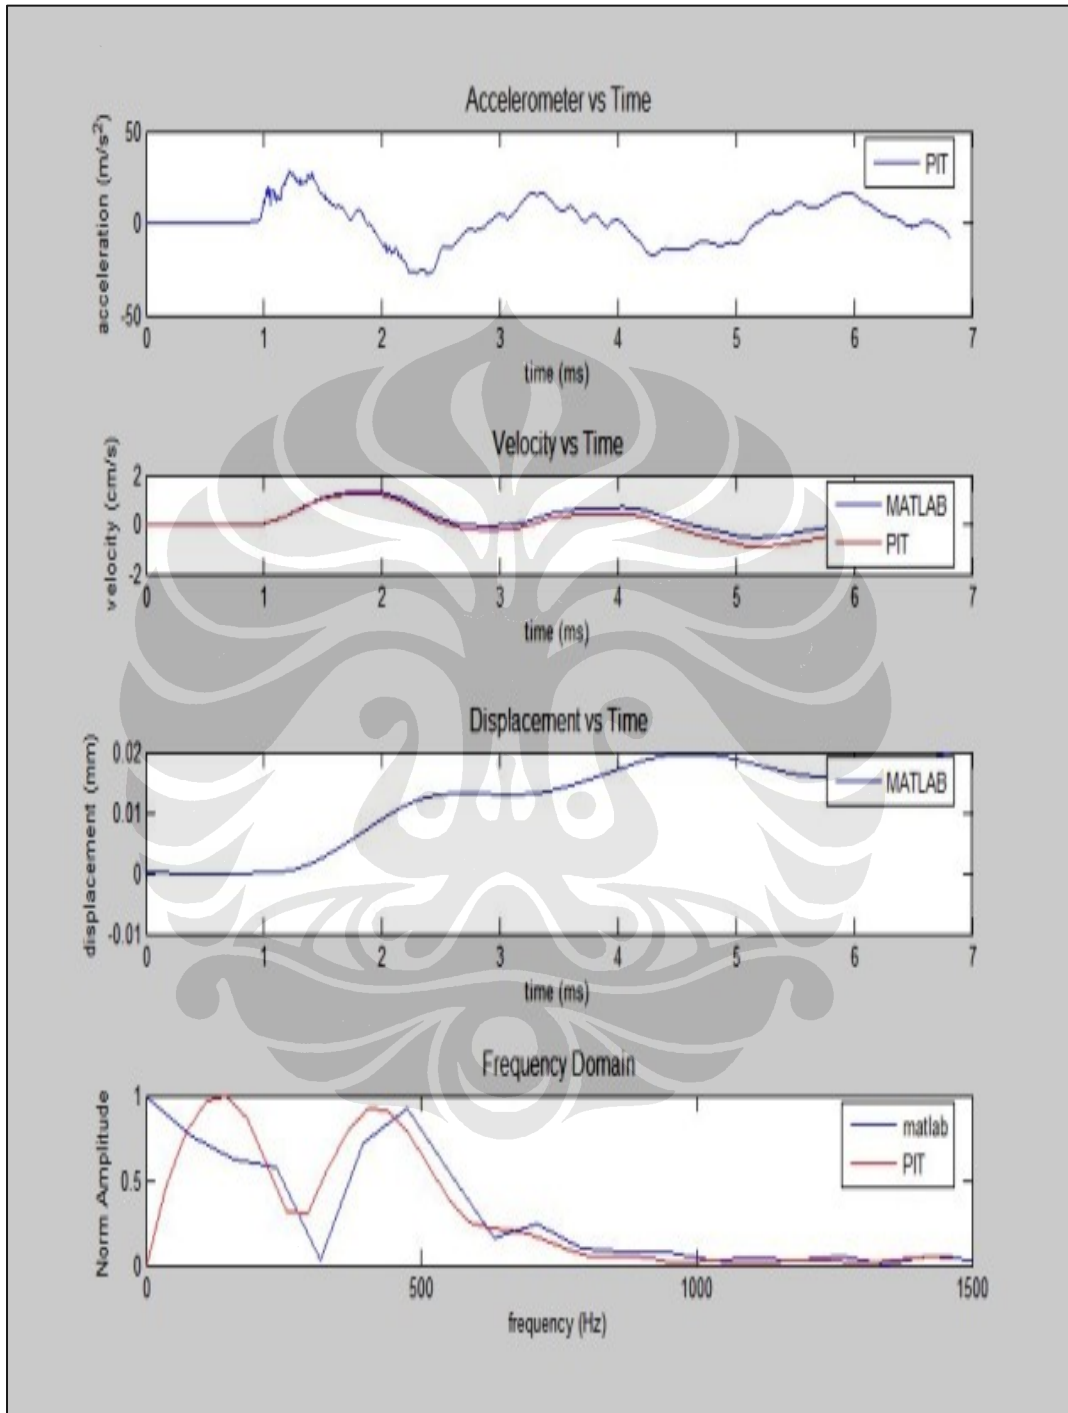 Accelerometer vs Time
acceleration (m/s²)
50
0
-50
PIT
0 1 2 3 4 5 6 7
time (ms)
Velocity vs Time
velocity (cm/s)
2
0
-2
MATLAB
PIT
0 1 2 3 4 5 6 7
time (ms)
Displacement vs Time
displacement (mm)
0.02
0.01
0
-0.01
MATLAB
0 1 2 3 4 5 6 7
time (ms)
Frequency Domain
Norm Amplitude
1
0.5
0
matlab
PIT
0 500 1000 1500
frequency (Hz)